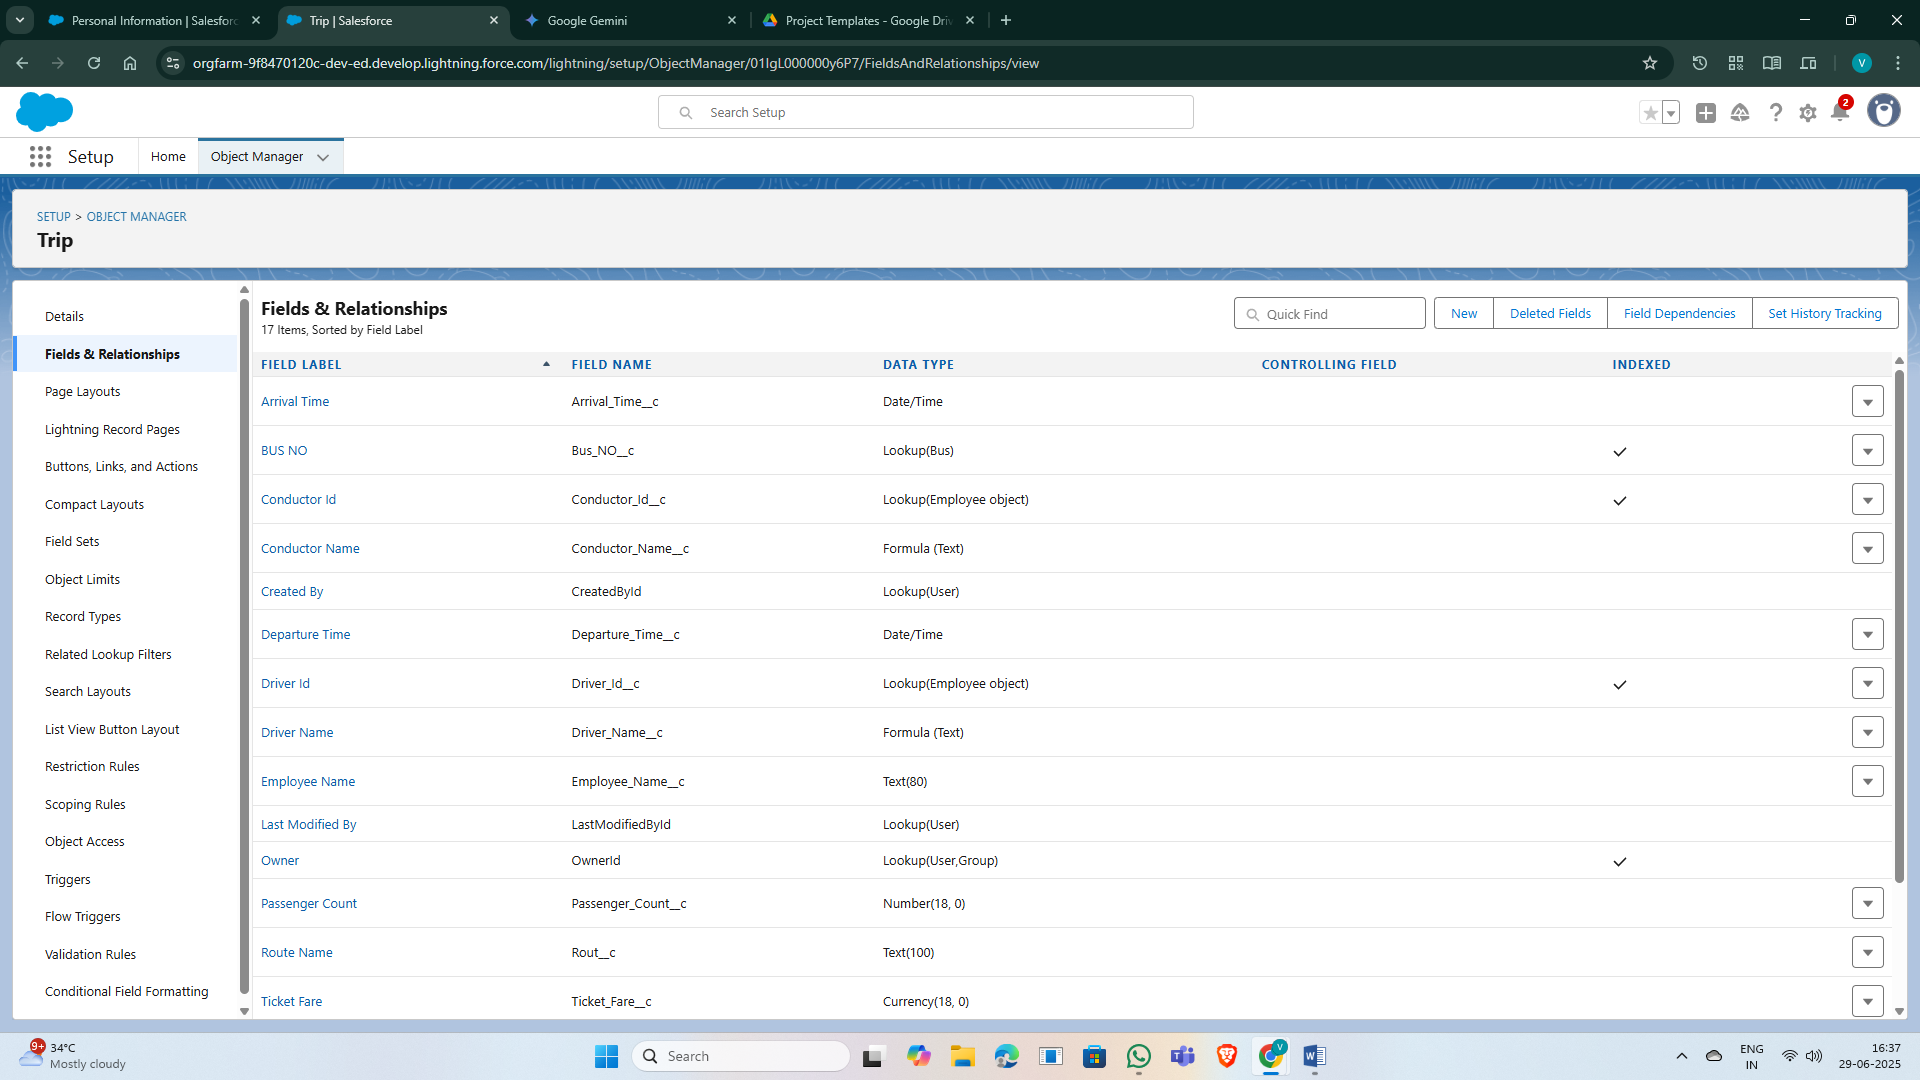 Personal Information | Salesforc
Trip | Salesforce
Google Gemini
Project Templates - Google Driv
orgfarm-9f8470120c-dev-ed.develop.lightning.force.com/lightning/setup/ObjectManager/01IgL000000y6P7/FieldsAndRelationships/view
V
Search Setup
2
Setup
Home
Object Manager
SETUP > OBJECT MANAGER
Trip
Details
Fields & Relationships
Page Layouts
Lightning Record Pages
Buttons, Links, and Actions
Compact Layouts
Field Sets
Object Limits
Record Types
Related Lookup Filters
Search Layouts
List View Button Layout
Restriction Rules
Scoping Rules
Object Access
Triggers
Flow Triggers
Validation Rules
Conditional Field Formatting
Fields & Relationships
17 Items, Sorted by Field Label
Quick Find
New
Deleted Fields
Field Dependencies
Set History Tracking
FIELD LABEL FIELD NAME DATA TYPE CONTROLLING FIELD INDEXED
Arrival Time Arrival_Time__c Date/Time
BUS NO Bus_NO__c Lookup(Bus)
Conductor Id Conductor_Id__c Lookup(Employee object)
Conductor Name Conductor_Name__c Formula (Text)
Created By CreatedById Lookup(User)
Departure Time Departure_Time__c Date/Time
Driver Id Driver_Id__c Lookup(Employee object)
Driver Name Driver_Name__c Formula (Text)
Employee Name Employee_Name__c Text(80)
Last Modified By LastModifiedById Lookup(User)
Owner OwnerId Lookup(User,Group)
Passenger Count Passenger_Count__c Number(18, 0)
Route Name Rout__c Text(100)
Ticket Fare Ticket_Fare__c Currency(18, 0)
9+
34°C
Mostly cloudy
Search
V
ENG
IN
16:37
29-06-2025